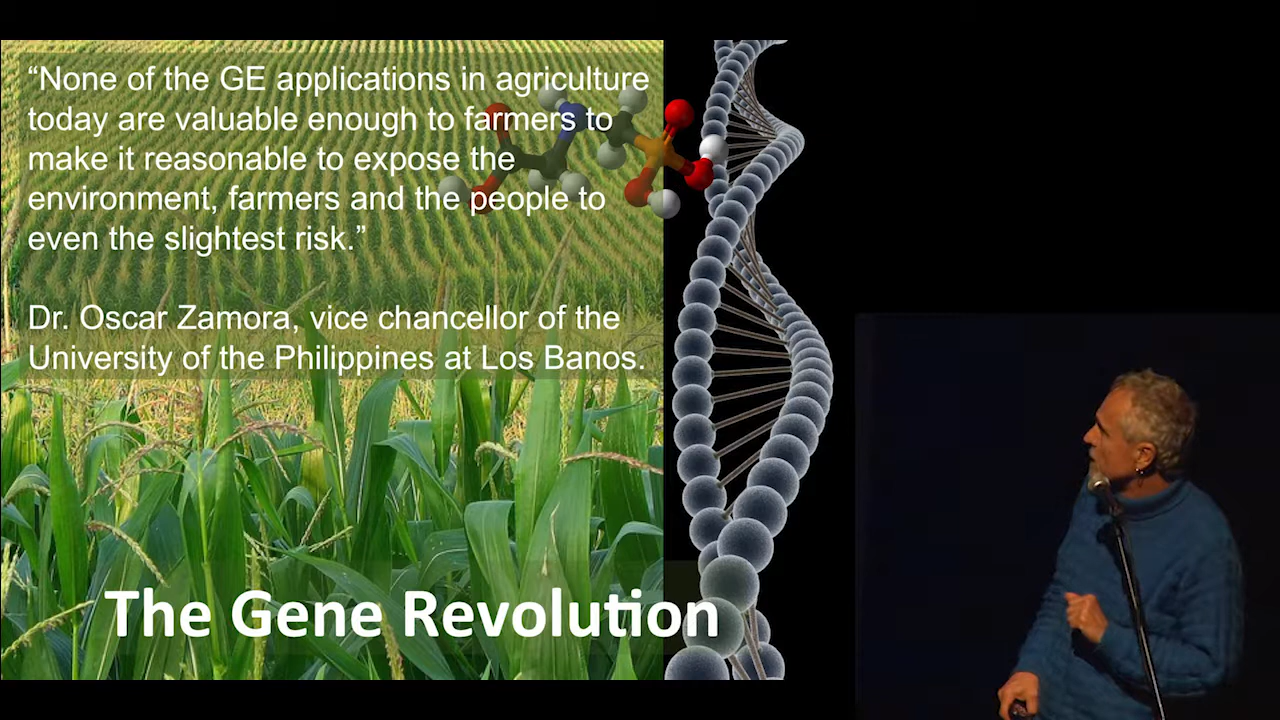 “None of the GE applications in agriculture
today are valuable enough to farmers to
make it reasonable to expose the
environment, farmers and the people to
even the slightest risk.”
Dr. Oscar Zamora, vice chancellor of the
University of the Philippines at Los Banos.
The Gene Revolution